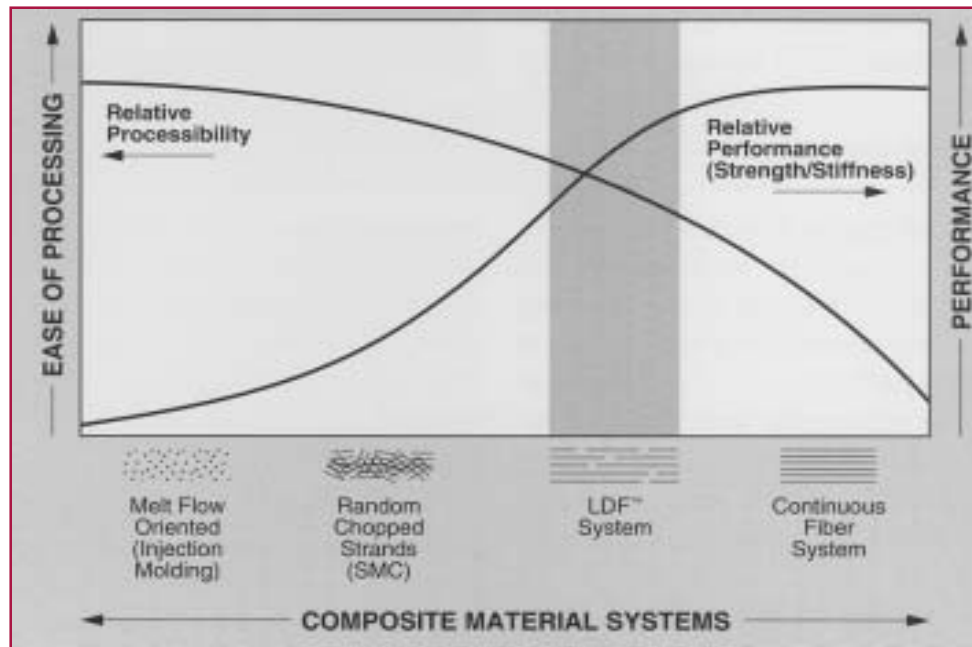 EASE OF PROCESSING
Relative
Processibility
Relative
Performance
(Strength/Stiffness)
PERFORMANCE
Melt Flow
Oriented
(Injection
Molding)
Random
Chopped
Strands
(SMC)
LDF™
System
Continuous
Fiber
System
COMPOSITE MATERIAL SYSTEMS